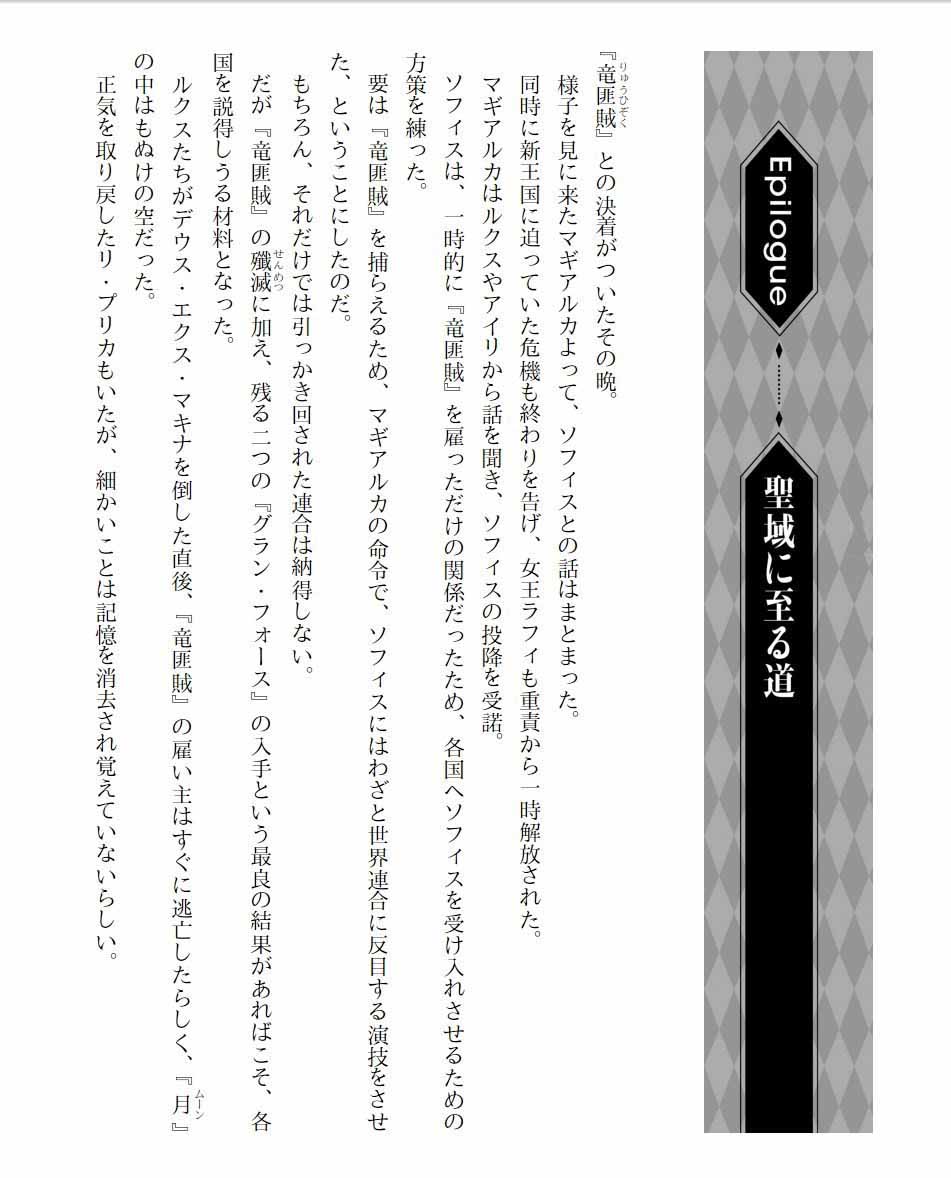 Epilogue
聖域に至る道
『竜匪賊』との決着がついたその晩。
りゅうひぞく
様子を見に来たマギアルカよって、ソフィスとの話はまとまった。
同時に新王国に迫っていた危機も終わりを告げ、女王ラフィも重責から一時解放された。
マギアルカはルクスやアイリから話を聞き、ソフィスの投降を受諾。
ソフィスは、一時的に『竜匪賊』を雇っただけの関係だったため、各国へソフィスを受け入れさせるための
方策を練った。
要は『竜匪賊』を捕らえるため、マギアルカの命令で、ソフィスにはわざと世界連合に反目する演技をさせ
た、ということにしたのだ。
もちろん、それだけでは引っかき回された連合は納得しない。
だが『竜匪賊』の殲滅に加え、残る二つの『グラン・フォース』の入手という最良の結果があればこそ、各
せんめつ
国を説得しうる材料となった。
ルクスたちがデウス・エクス・マキナを倒した直後、『竜匪賊』の雇い主はすぐに逃亡したらしく、『月』
ムーン
の中はもぬけの空だった。
正気を取り戻したリ・プリカもいたが、細かいことは記憶を消去され覚えていないらしい。